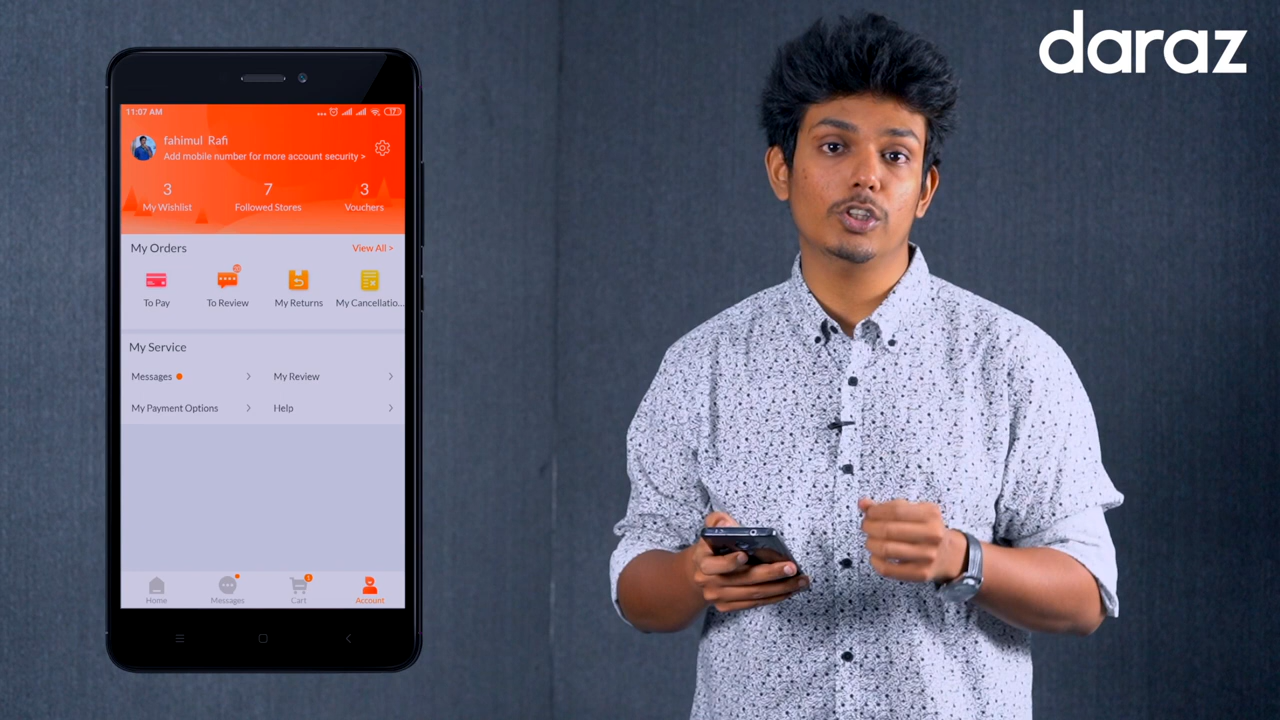 daraz
11:07 AM
fahimul Rafi
Add mobile number for more account security >
3 7 3
My Wishlist Followed Stores Vouchers
My Orders View All >
To Pay To Review My Returns My Cancellatio...
My Service
Messages My Review
My Payment Options Help
1
Home Messages Cart Account